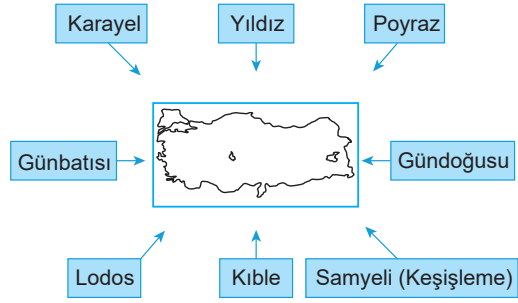 Karayel
Yıldız
Poyraz
Günbatısı
Gündoğusu
Lodos
Kıble
Samyeli (Keşişleme)